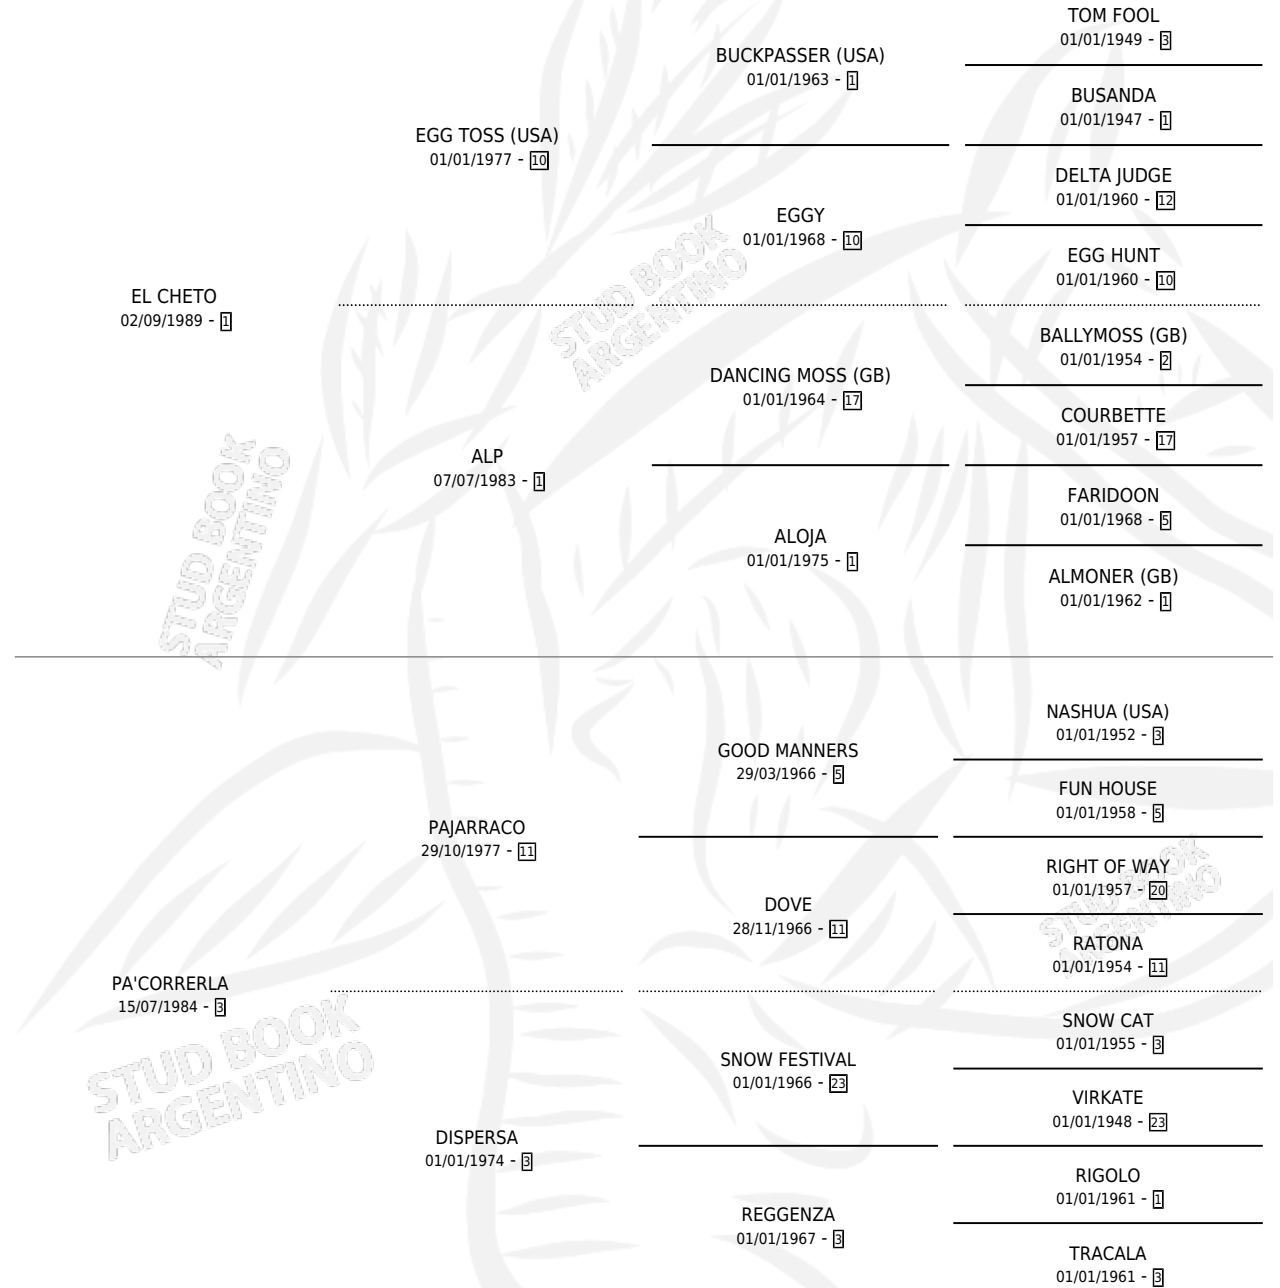 TOM FOOL
01/01/1949 - 3
BUCKPASSER (USA)
01/01/1963 - 1
BUSANDA
01/01/1947 - 1
EGG TOSS (USA)
01/01/1977 - 10
DELTA JUDGE
01/01/1960 - 12
EGGY
01/01/1968 - 10
EGG HUNT
01/01/1960 - 10
EL CHETO
02/09/1989 - 1
STUD BOOK
ARGENTINO
BALLYMOSS (GB)
01/01/1954 - 2
DANCING MOSS (GB)
01/01/1964 - 17
COURBETTE
01/01/1957 - 17
ALP
07/07/1983 - 1
FARIDOON
01/01/1968 - 5
ALOJA
01/01/1975 - 1
ALMONER (GB)
01/01/1962 - 1
STUD BOOK
ARGENTINO
NASHUA (USA)
01/01/1952 - 3
GOOD MANNERS
29/03/1966 - 5
FUN HOUSE
01/01/1958 - 5
PAJARRACO
29/10/1977 - 11
RIGHT OF WAY
01/01/1957 - 20
DOVE
28/11/1966 - 11
STUD BOOK
ARGENTINO
RATONA
01/01/1954 - 11
PA'CORRERLA
15/07/1984 - 3
SNOW CAT
01/01/1955 - 3
SNOW FESTIVAL
01/01/1966 - 23
VIRKATE
01/01/1948 - 23
STUD BOOK
ARGENTINO
DISPERSA
01/01/1974 - 3
RIGOLO
01/01/1961 - 1
REGGENZA
01/01/1967 - 3
TRACALA
01/01/1961 - 3